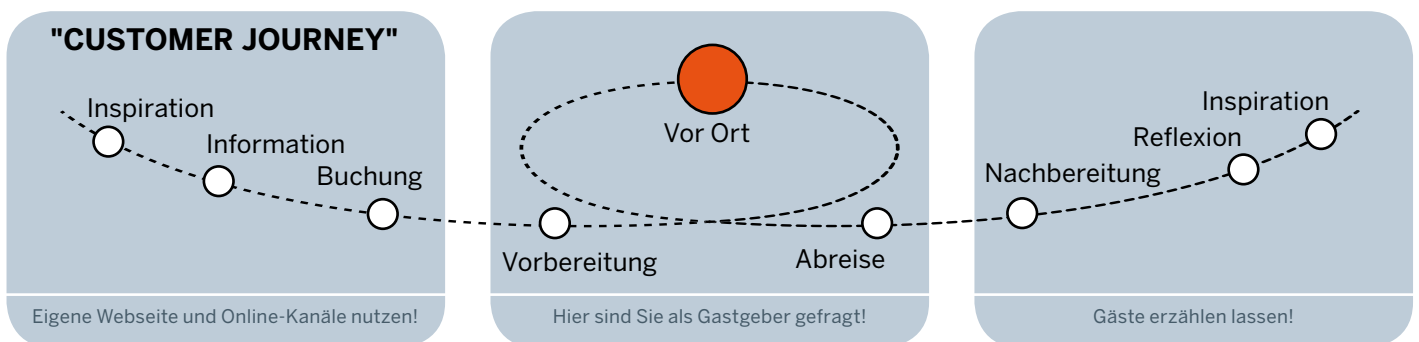 "CUSTOMER JOURNEY"
Inspiration
Information
Buchung
Eigene Webseite und Online-Kanäle nutzen!
Vor Ort
Vorbereitung
Abreise
Hier sind Sie als Gastgeber gefragt!
Nachbereitung
Reflexion
Inspiration
Gäste erzählen lassen!